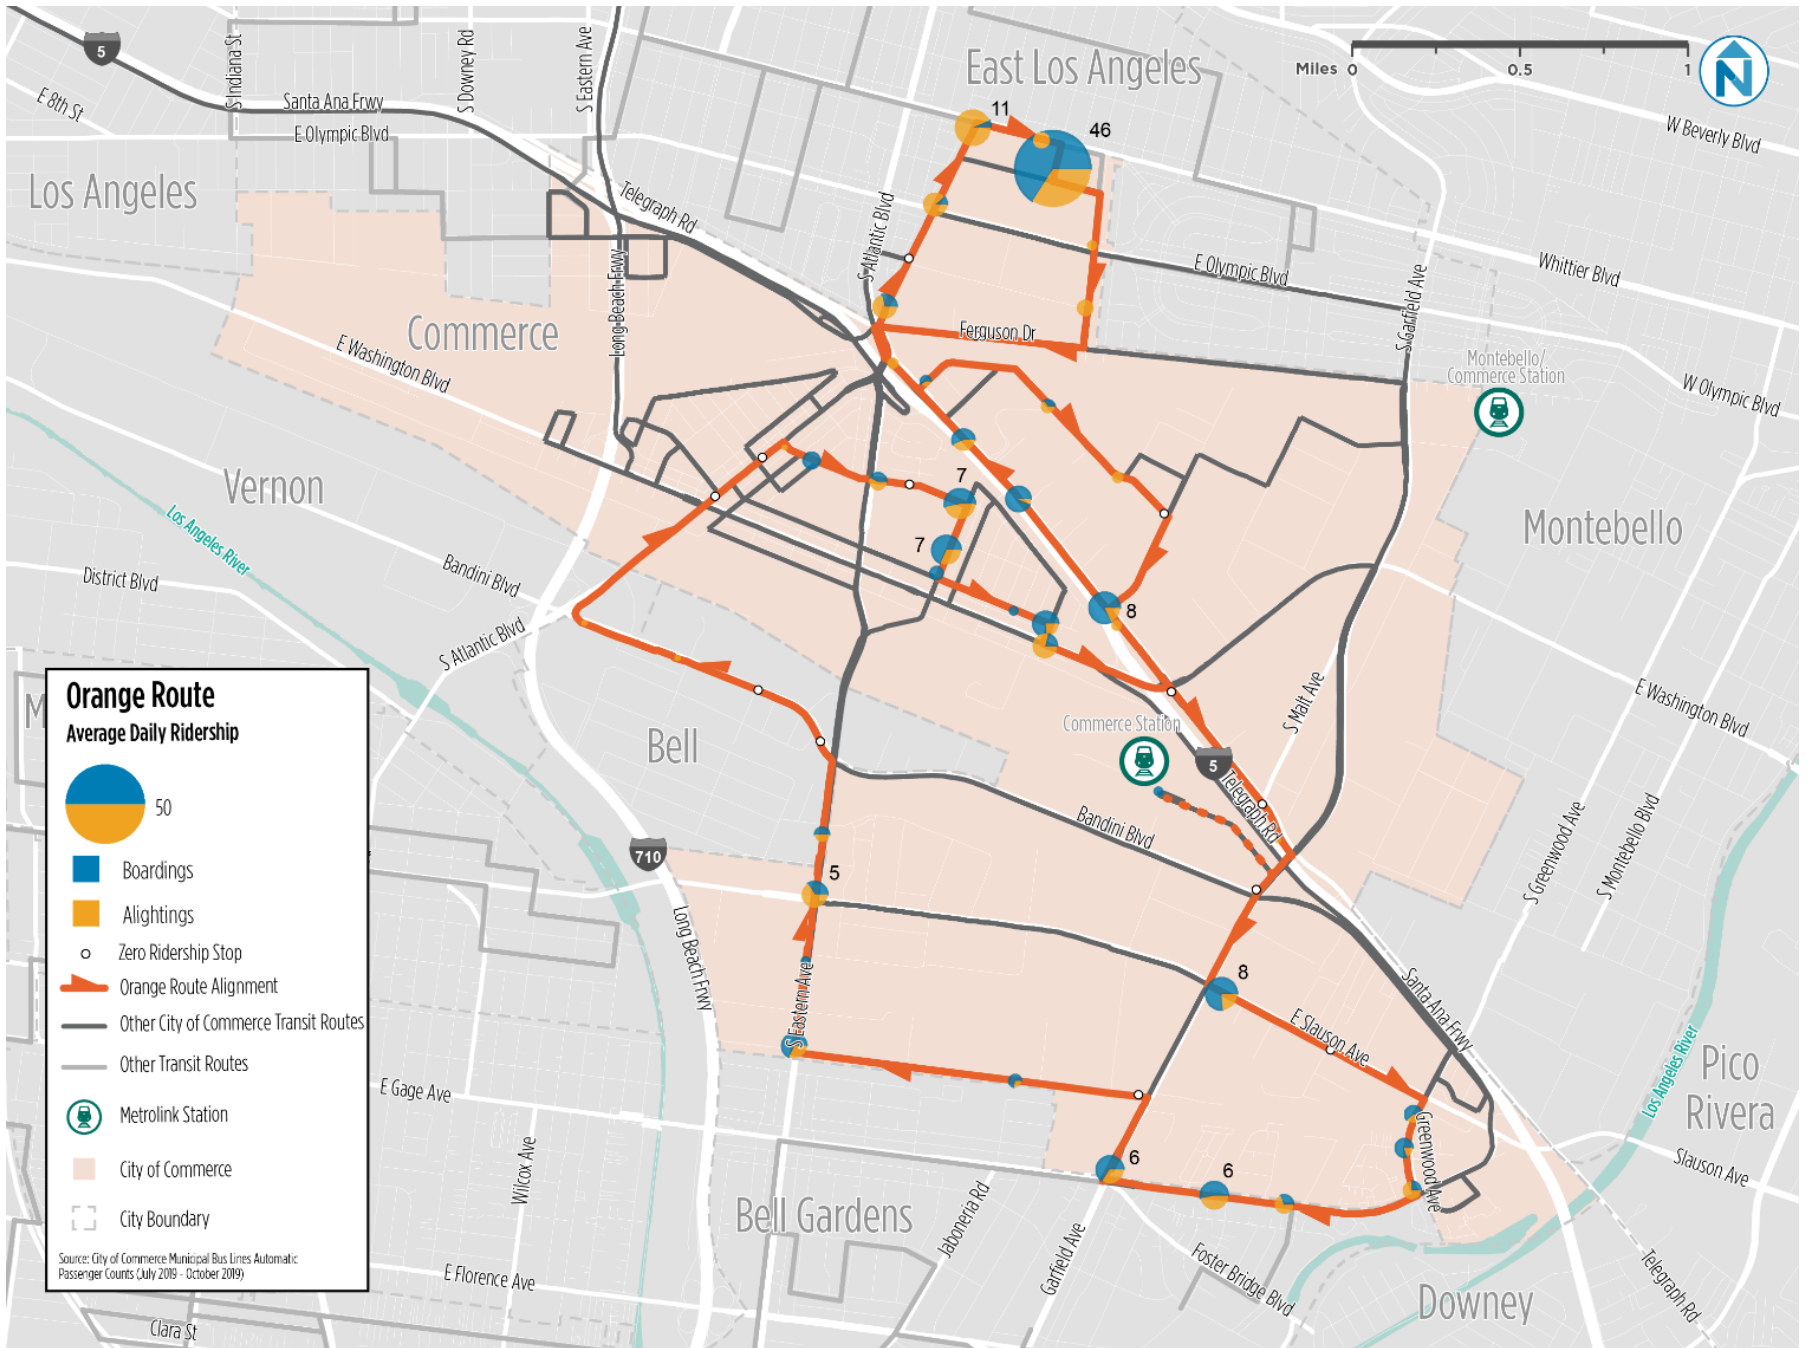 5
S Indiana St
S Downey Rd
S Eastern Ave
East Los Angeles
Miles 0 0.5 1
N
E 8th St
Santa Ana Frwy
E Olympic Blvd
11
46
W Beverly Blvd
Los Angeles
Telegraph Rd
S Atlantic Blvd
Long Beach Frwy
E Olympic Blvd
Whittier Blvd
S Garfield Ave
Commerce
E Washington Blvd
Ferguson Dr
Montebello/
Commerce Station
W Olympic Blvd
Vernon
7
Los Angeles River
Montebello
7
Bandini Blvd
District Blvd
8
S Atlantic Blvd
E Washington Blvd
S Malt Ave
Commerce Station
Bell
5
Telegraph Rd
Bandini Blvd
S Greenwood Ave
S Montebello Blvd
710
5
Long Beach Frwy
S Eastern Ave
8
E Slauson Ave
Santa Ana Frwy
Los Angeles River
Pico
Rivera
E Gage Ave
Greenwood Ave
Slauson Ave
6
6
Wilcox Ave
Bell Gardens
Jaboneria Rd
Garfield Ave
Foster Bridge Blvd
Telegraph Rd
Downey
E Florence Ave
Clara St
M
Orange Route
Average Daily Ridership
50
Boardings
Alightings
Zero Ridership Stop
Orange Route Alignment
Other City of Commerce Transit Routes
Other Transit Routes
Metrolink Station
City of Commerce
City Boundary
Source: City of Commerce Municipal Bus Lines Automatic
Passenger Counts (July 2019 - October 2019)